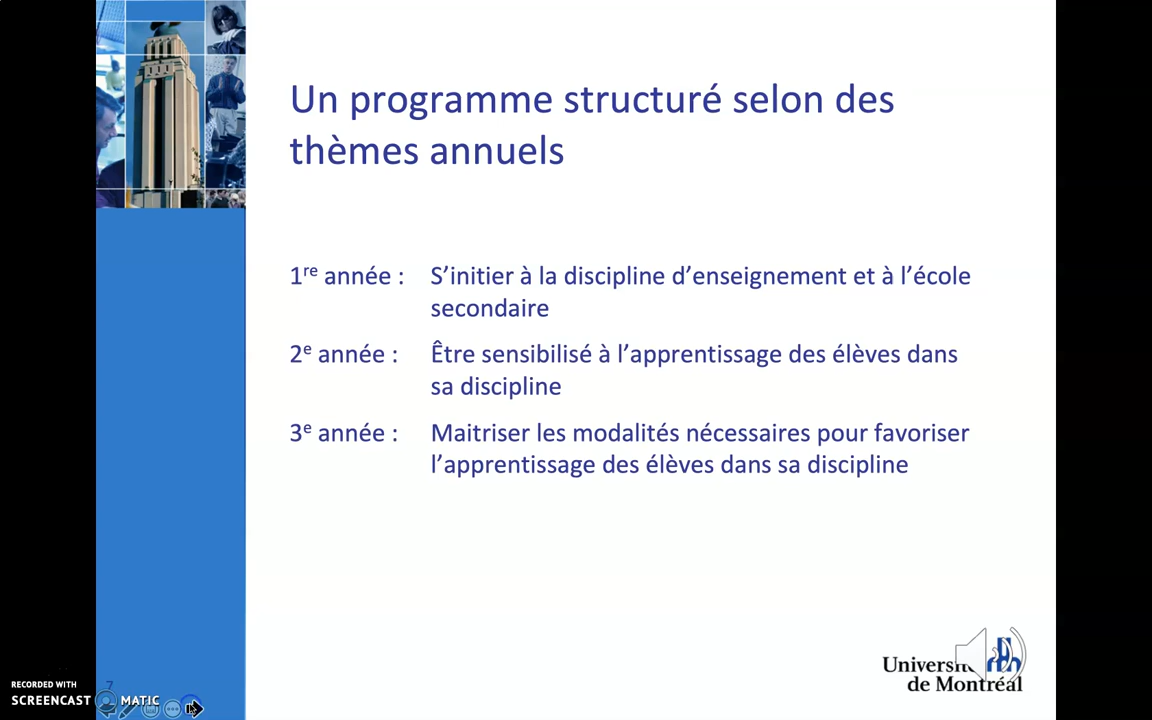 Un programme structuré selon des
thèmes annuels
1re année : S’initier à la discipline d’enseignement et à l’école
secondaire
2e année : Être sensibilisé à l’apprentissage des élèves dans
sa discipline
3e année : Maitriser les modalités nécessaires pour favoriser
l’apprentissage des élèves dans sa discipline
de Montréal
7
RECORDED WITH
SCREENCAST MATIC